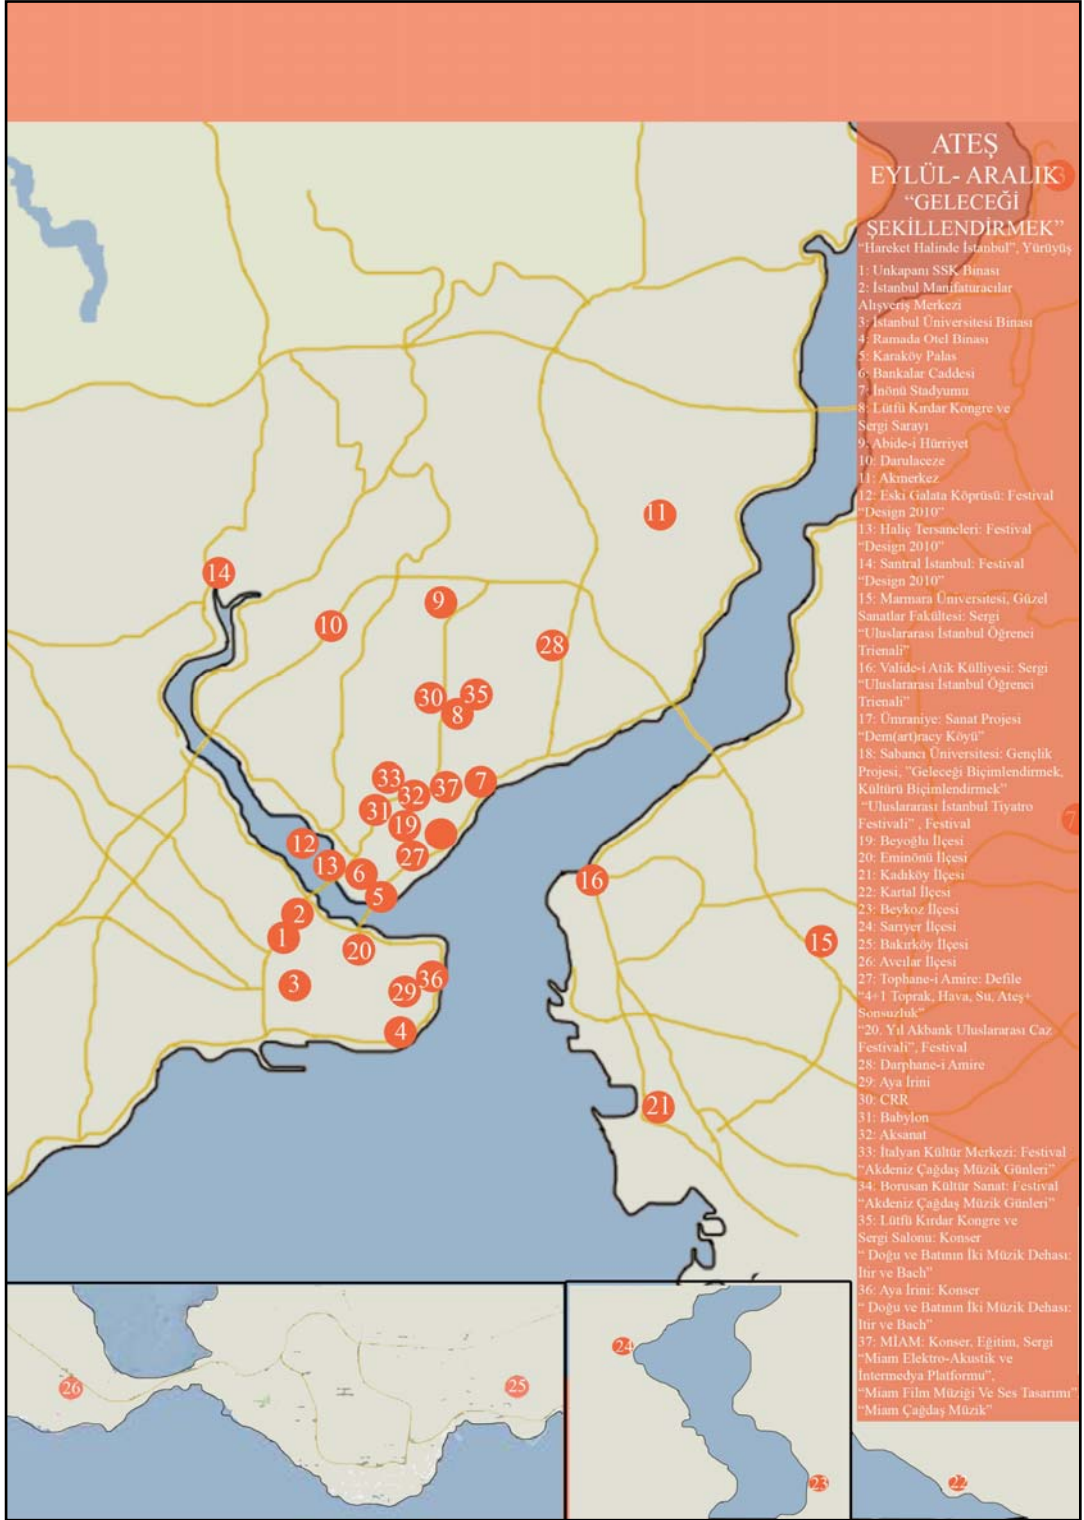 ATEŞ
EYLÜL- ARALIK
“GELECEĞİ
ŞEKİLLENDİRMEK”
“Hareket Halinde İstanbul”, Yürüyüş
1: Unkapanı SSK Binası
2: İstanbul Manifaturacılar
Alışveriş Merkezi
3: İstanbul Üniversitesi Binası
4: Ramada Otel Binası
5: Karaköy Palas
6: Bankalar Caddesi
7: İnönü Stadyumu
8: Lütfü Kırdar Kongre ve
Sergi Sarayı
9: Abide-i Hürriyet
10: Darulaceze
11: Akmerkez
12: Eski Galata Köprüsü: Festival
“Design 2010”
13: Haliç Tersaneleri: Festival
“Design 2010”
14: Santral İstanbul: Festival
“Design 2010”
15: Marmara Üniversitesi, Güzel
Sanatlar Fakültesi: Sergi
“Uluslararası İstanbul Öğrenci
Trienali”
16: Valide-i Atik Külliyesi: Sergi
“Uluslararası İstanbul Öğrenci
Trienali”
17: Ümraniye: Sanat Projesi
“Dem(art)racy Köyü”
18: Sabancı Üniversitesi: Gençlik
Projesi, ”Geleceği Biçimlendirmek,
Kültürü Biçimlendirmek”
“Uluslararası İstanbul Tiyatro
Festivali” , Festival
19: Beyoğlu İlçesi
20: Eminönü İlçesi
21: Kadıköy İlçesi
22: Kartal İlçesi
23: Beykoz İlçesi
24: Sarıyer İlçesi
25: Bakırköy İlçesi
26: Avcılar İlçesi
27: Tophane-i Amire: Defile
“4+1 Toprak, Hava, Su, Ateş+
Sonsuzluk”
“20. Yıl Akbank Uluslararası Caz
Festivali”, Festival
28: Darphane-i Amire
29: Aya İrini
30: CRR
31: Babylon
32: Aksanat
33: İtalyan Kültür Merkezi: Festival
“Akdeniz Çağdaş Müzik Günleri”
34: Borusan Kültür Sanat: Festival
“Akdeniz Çağdaş Müzik Günleri”
35: Lütfü Kırdar Kongre ve
Sergi Salonu: Konser
“ Doğu ve Batının İki Müzik Dehası:
Itir ve Bach”
36: Aya İrini: Konser
“ Doğu ve Batının İki Müzik Dehası:
Itir ve Bach”
37: MİAM: Konser, Eğitim, Sergi
“Miam Elektro-Akustik ve
İntermedya Platformu”,
“Miam Film Müziği Ve Ses Tasarımı”
“Miam Çağdaş Müzik”
11
14
9
10
28
30
35
8
33
32
37
7
31
19
12
27
13
6
5
16
2
1
20
15
3
29
36
4
21
24
26
25
23
22